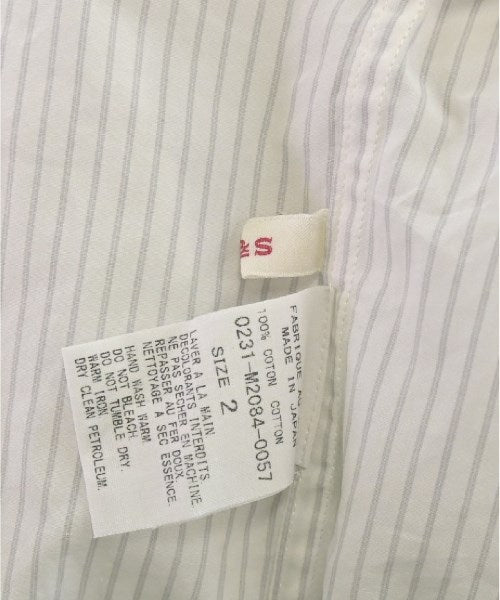 S
FABRIQUE AU JAPAN
MADE IN JAPAN
100% COTON COTTON
0231-M2084-0057
SIZE 2
LAVER A LA MAIN
DECOLORANTS INTERDITS.
NE PAS SECHER EN MACHINE.
REPASSER AU FER DOUX.
NETTOYAGE A SEC ESSENCE.
HAND WASH WARM
DO NOT BLEACH.
DO NOT TUMBLE DRY.
WARM IRON.
DRY CLEAN PETROLEUM.